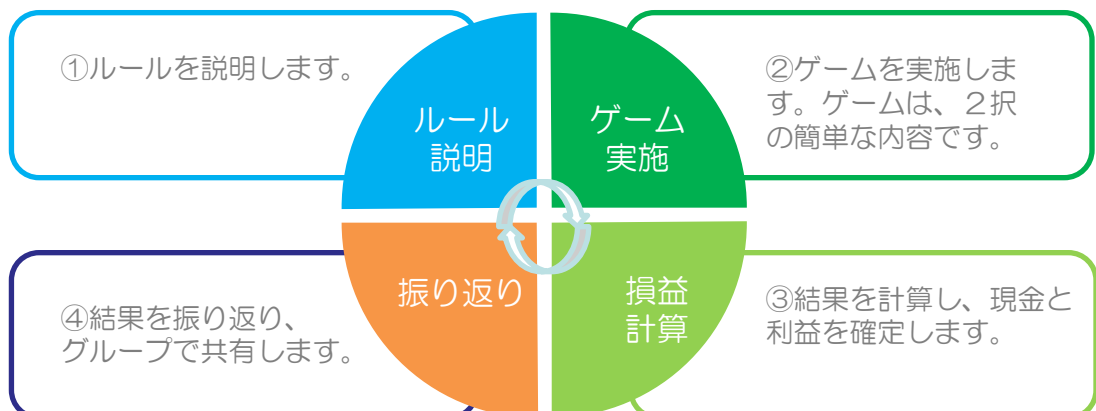 ①ルールを説明します。
ルール
説明
ゲーム
実施
②ゲームを実施しま
す。ゲームは、２択
の簡単な内容です。
④結果を振り返り、
グループで共有します。
振り返り
損益
計算
③結果を計算し、現金と
利益を確定します。